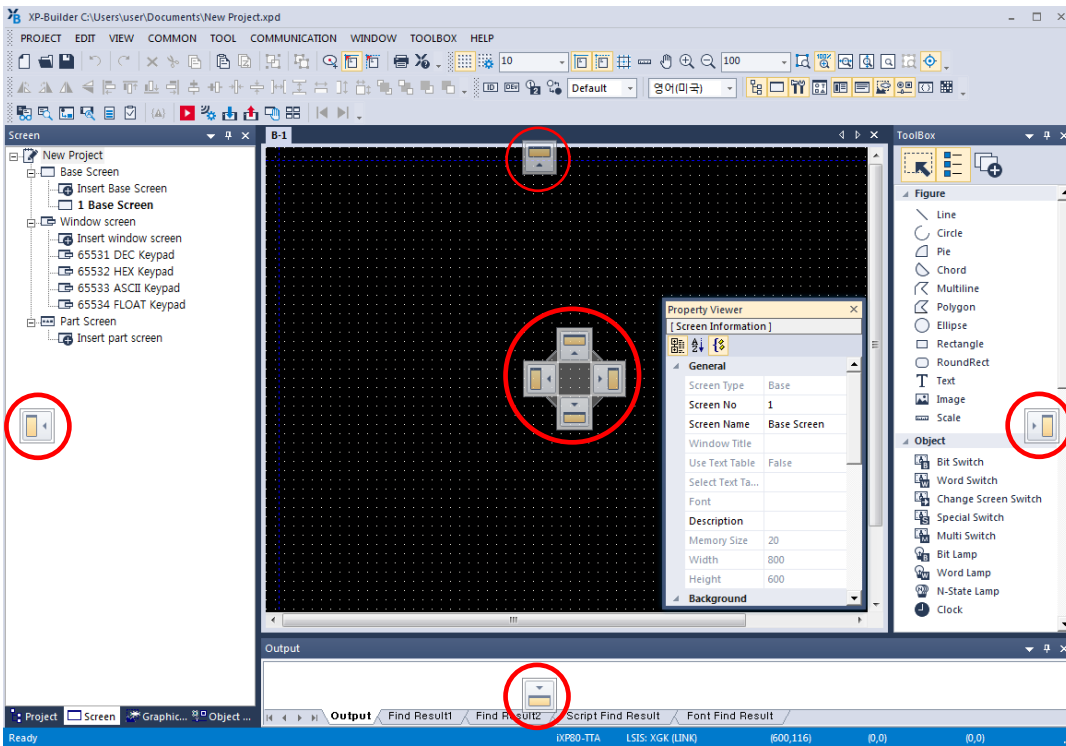 XP-Builder C:\Users\user\Documents\New Project.xpd
PROJECT EDIT VIEW COMMON TOOL COMMUNICATION WINDOW TOOLBOX HELP
10 100
ID DEV Default 영어(미국)
Screen
New Project
Base Screen
Insert Base Screen
1 Base Screen
Window screen
Insert window screen
65531 DEC Keypad
65532 HEX Keypad
65533 ASCII Keypad
65534 FLOAT Keypad
Part Screen
Insert part screen
Project Screen Graphic... Object ...
B-1
Property Viewer
[ Screen Information ]
General
Screen Type Base
Screen No 1
Screen Name Base Screen
Window Title
Use Text Table False
Select Text Ta...
Font
Description
Memory Size 20
Width 800
Height 600
Background
ToolBox
Figure
Line
Circle
Pie
Chord
Multiline
Polygon
Ellipse
Rectangle
RoundRect
Text
Image
Scale
Object
Bit Switch
Word Switch
Change Screen Switch
Special Switch
Multi Switch
Bit Lamp
Word Lamp
N-State Lamp
Clock
Output
Output Find Result1 Find Result2 Script Find Result Font Find Result
Ready iXP80-TTA LSIS: XGK (LINK) (600,116) (0,0) (0,0)